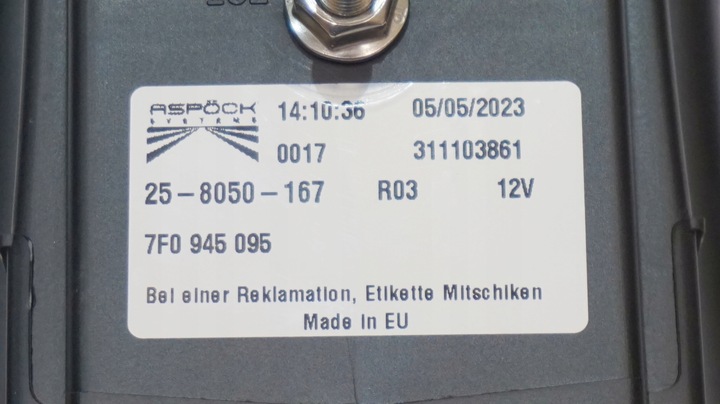 ASPÖCK 14:10:36 05/05/2023
SYSTEMS
0017 311103861
25-8050-167 R03 12V
7F0 945 095
Bei einer Reklamation, Etikette Mitschiken
Made in EU